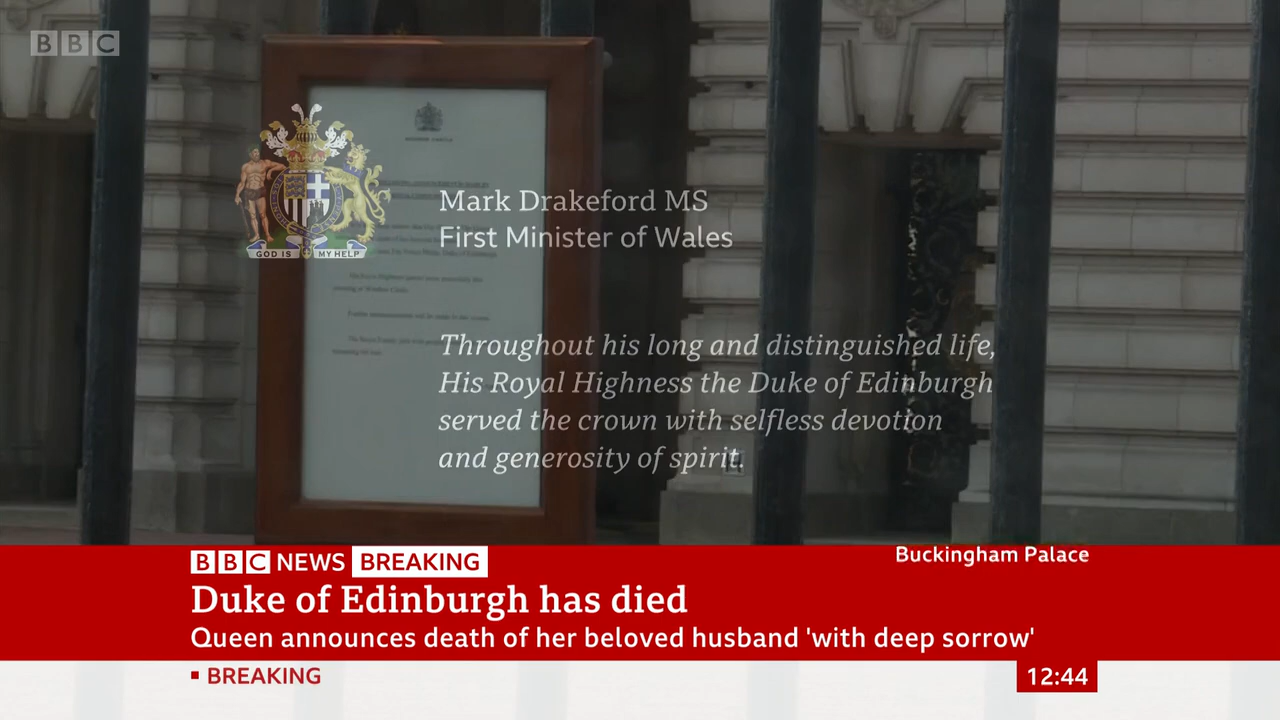 BBC
Mark Drakeford MS
First Minister of Wales
GOD IS MY HELP
Throughout his long and distinguished life,
His Royal Highness the Duke of Edinburgh
served the crown with selfless devotion
and generosity of spirit.
BBC NEWS BREAKING
Buckingham Palace
Duke of Edinburgh has died
Queen announces death of her beloved husband 'with deep sorrow'
BREAKING
12:44